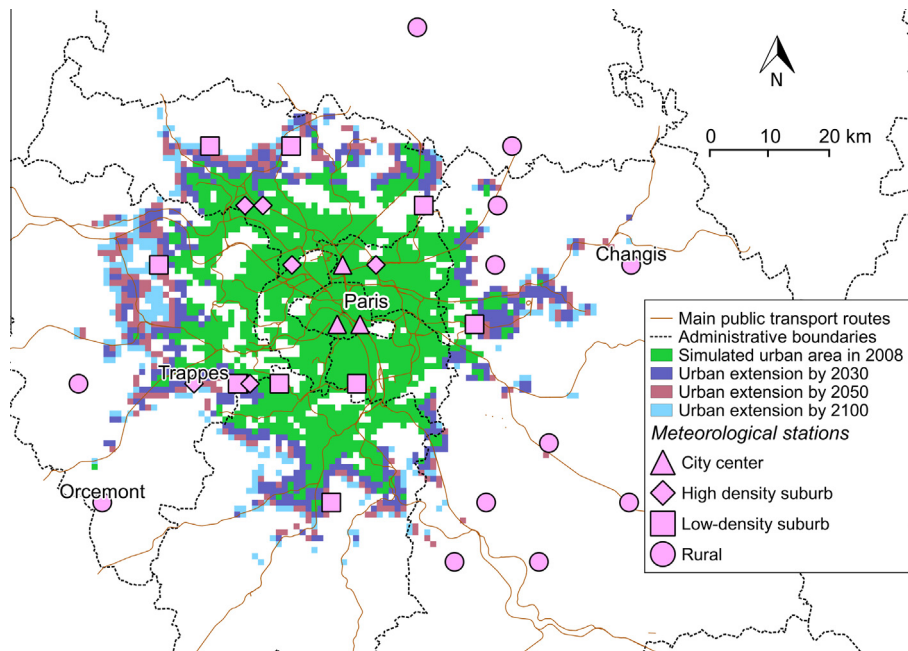 N
0 10 20 km
Changis
Paris
Trappes
Orcemont
Main public transport routes
Administrative boundaries
Simulated urban area in 2008
Urban extension by 2030
Urban extension by 2050
Urban extension by 2100
Meteorological stations
City center
High density suburb
Low-density suburb
Rural